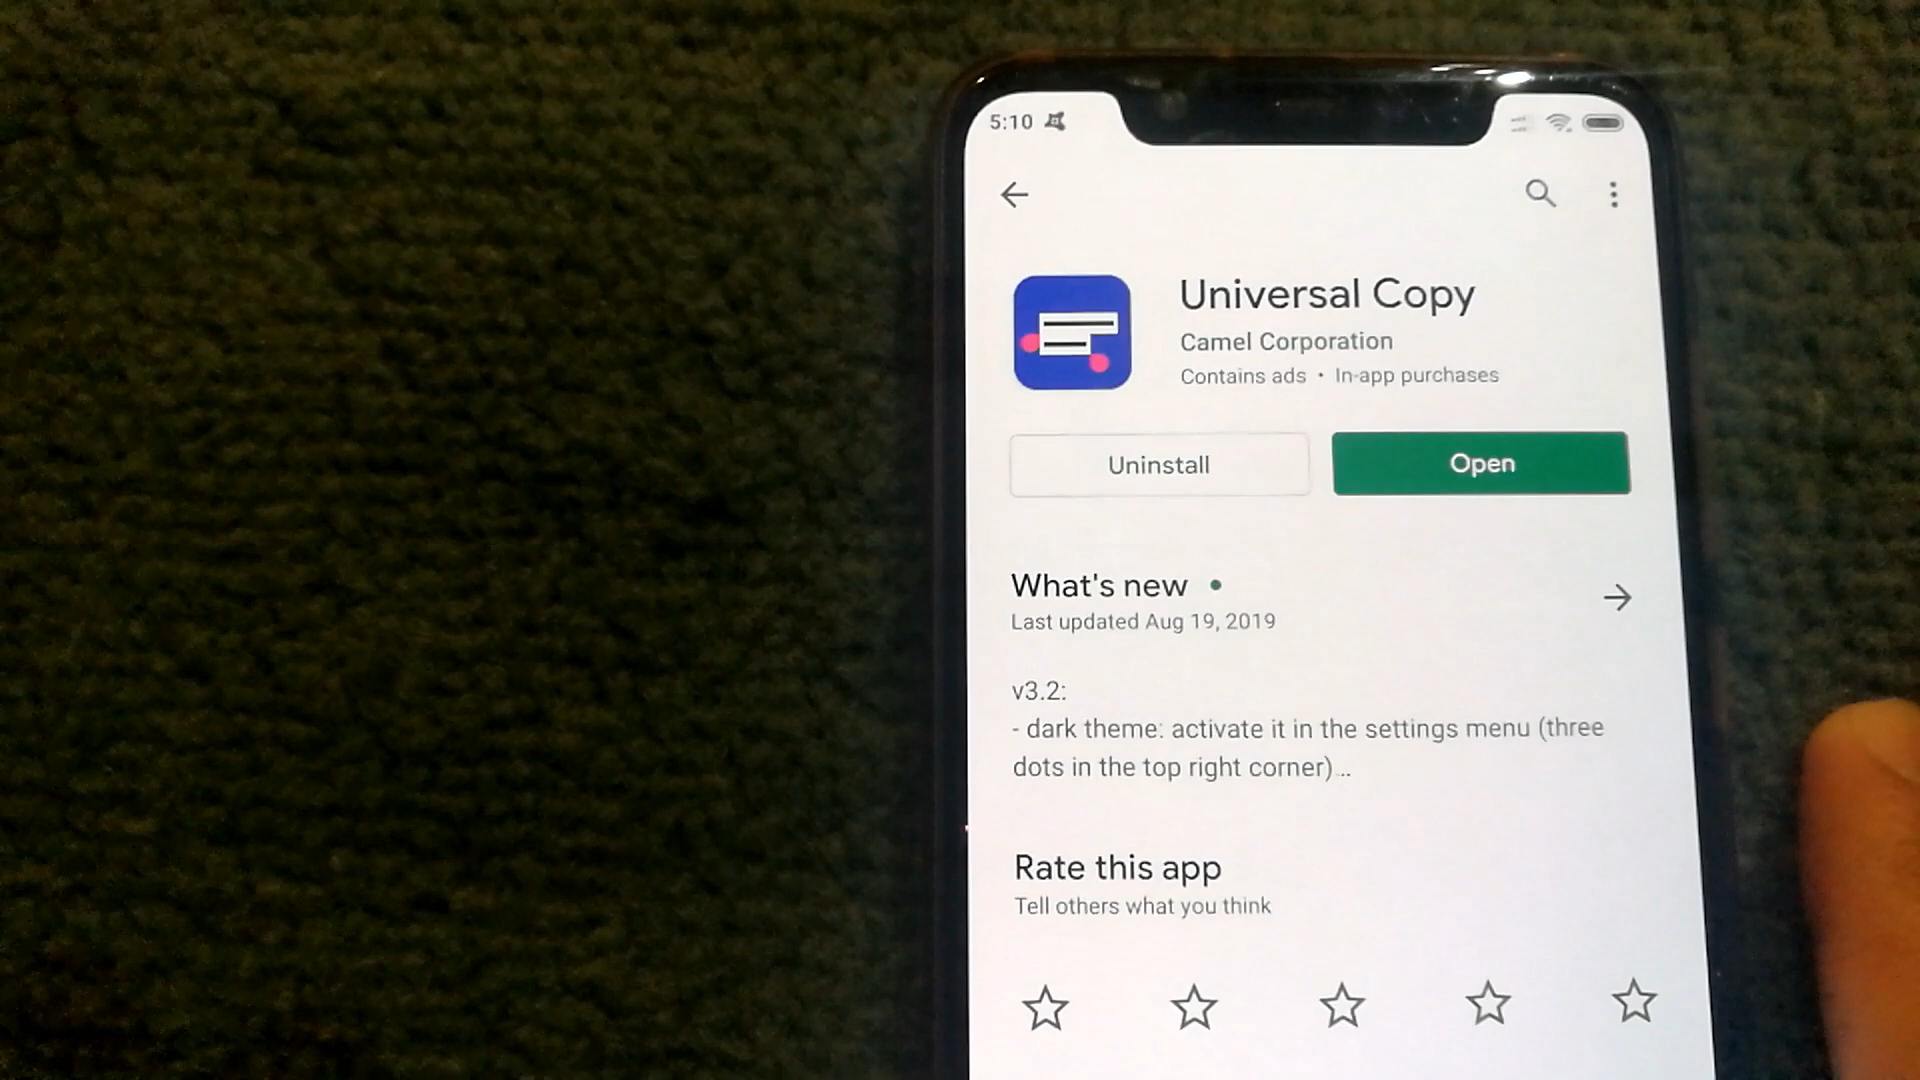 5:10
Universal Copy
Camel Corporation
Contains ads • In-app purchases
Uninstall
Open
What's new •
Last updated Aug 19, 2019
v3.2:
- dark theme: activate it in the settings menu (three
dots in the top right corner)...
Rate this app
Tell others what you think